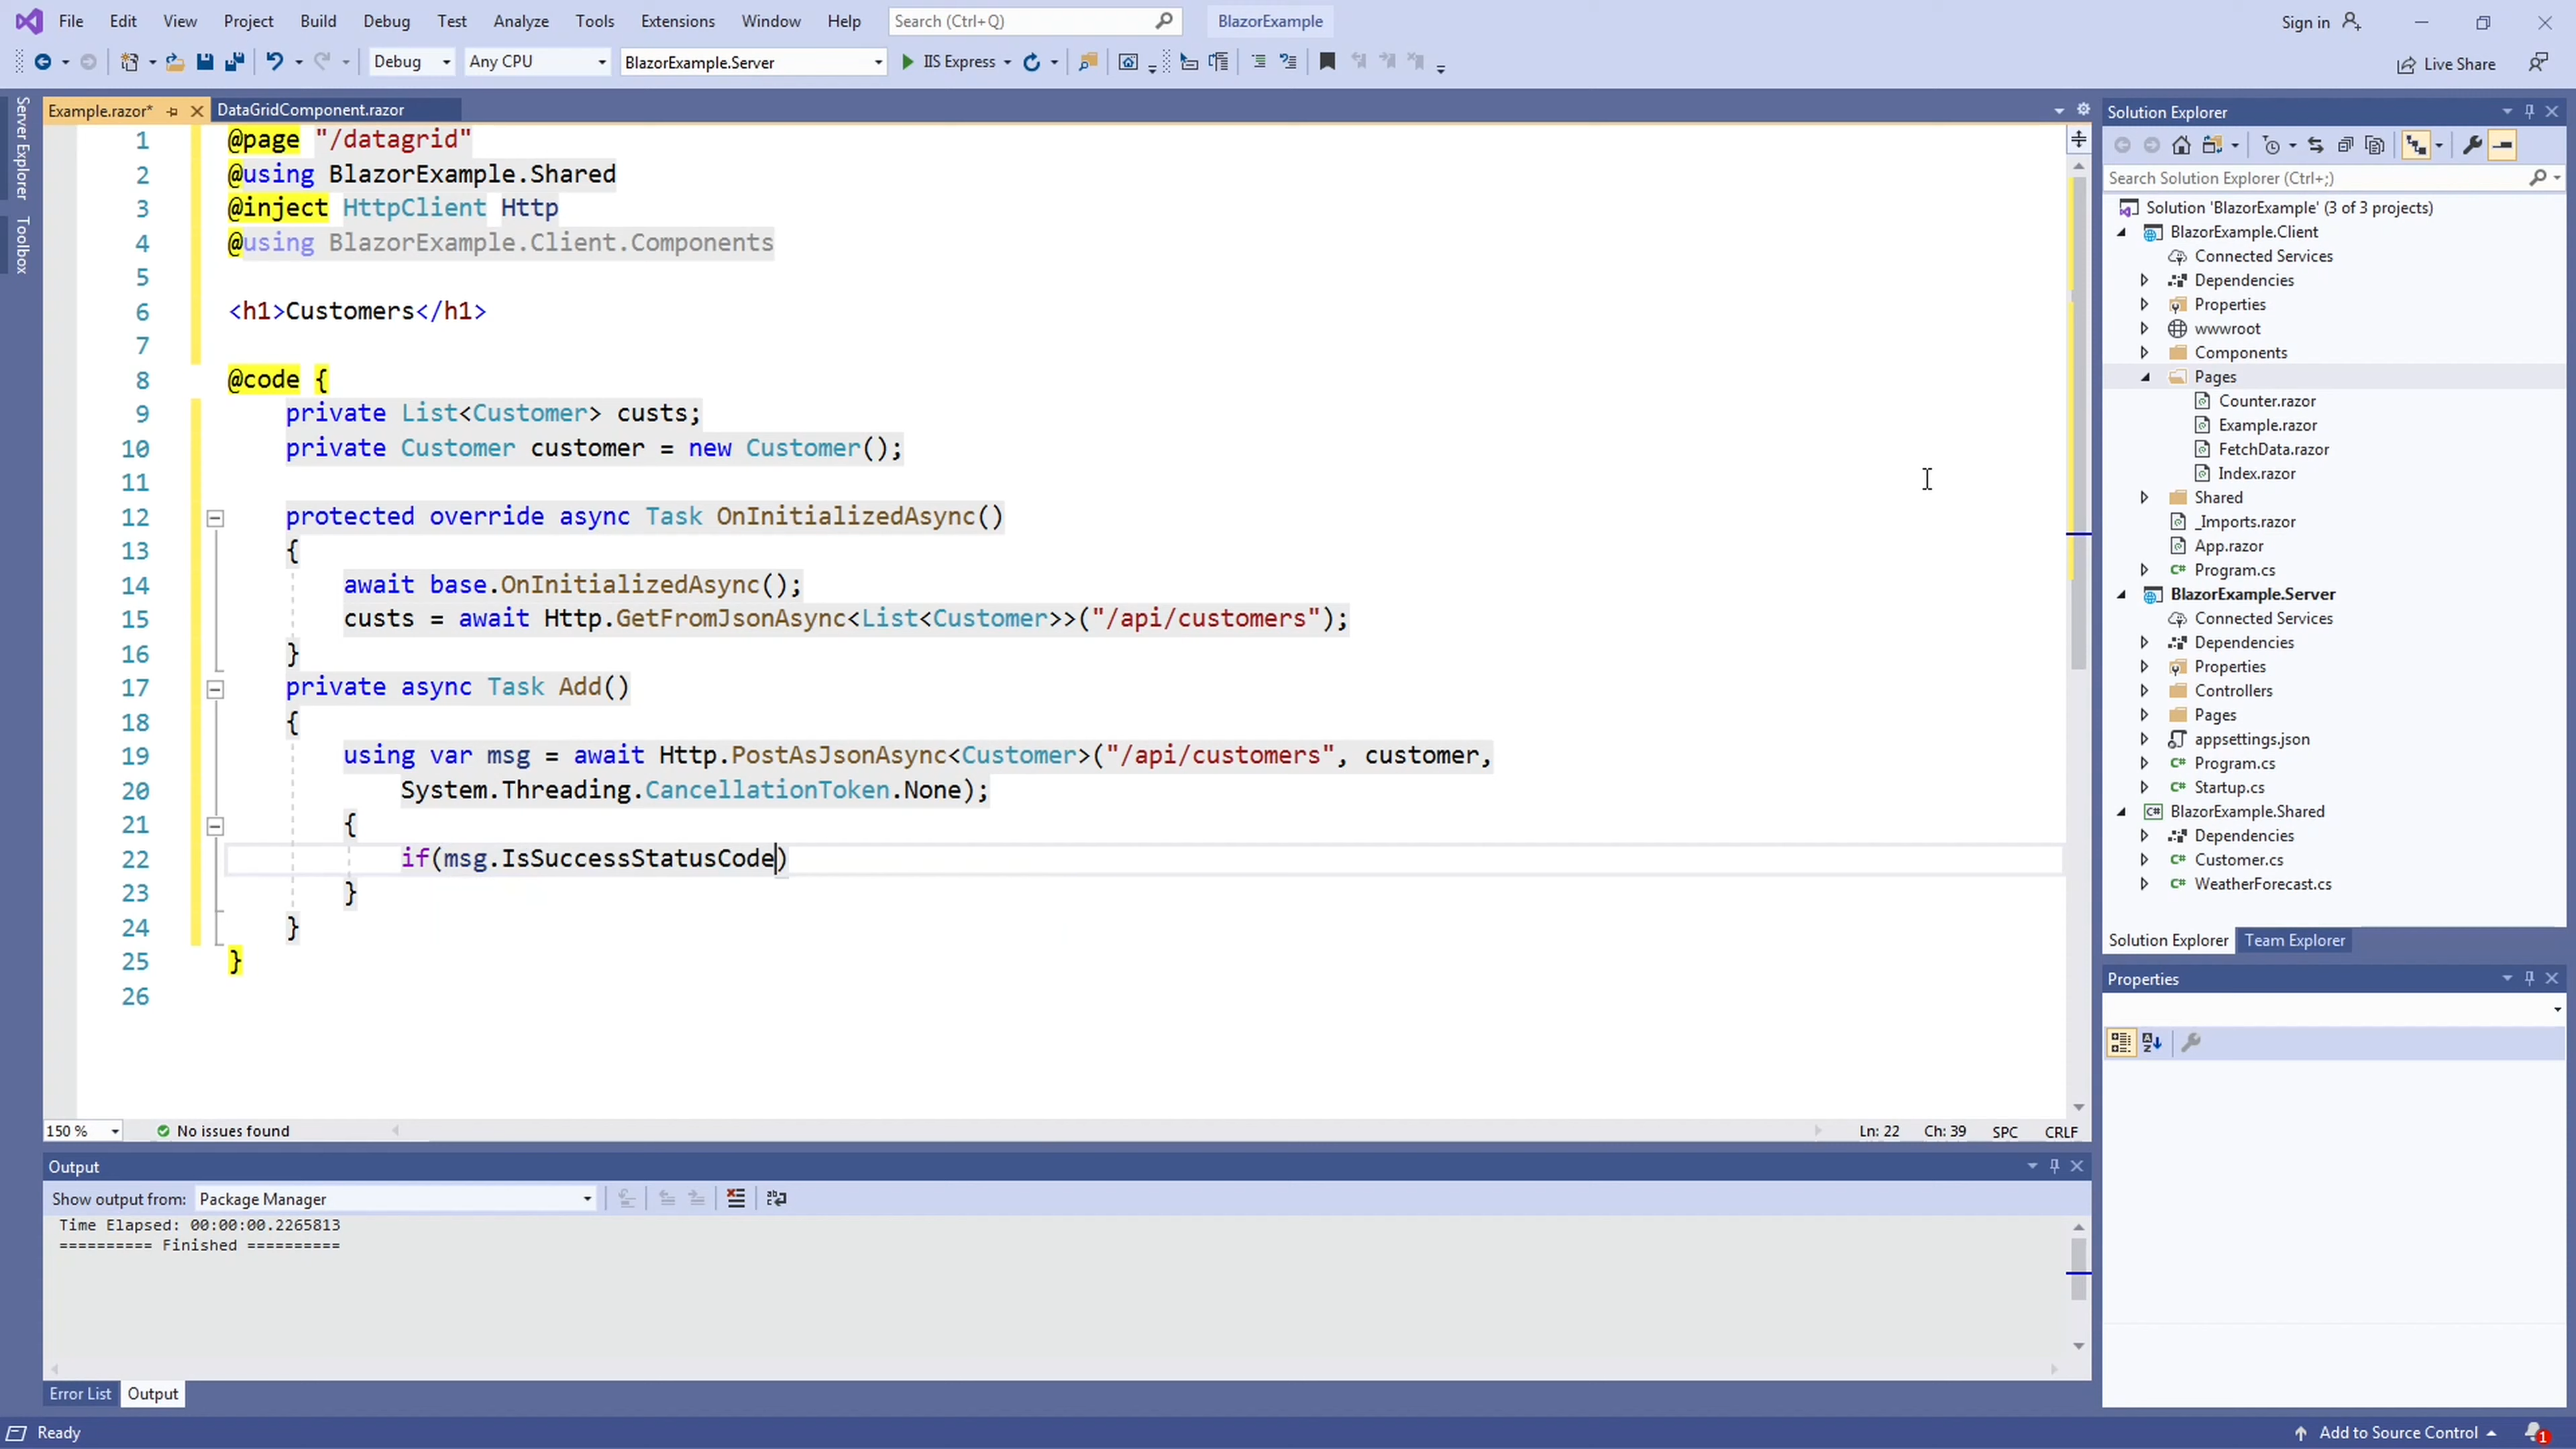 File Edit View Project Build Debug Test Analyze Tools Extensions Window Help Search (Ctrl+Q) BlazorExample Sign in
Debug Any CPU BlazorExample.Server IIS Express Live Share
Server Explorer
Toolbox
Example.razor* DataGridComponent.razor
1 @page "/datagrid"
2 @using BlazorExample.Shared
3 @inject HttpClient Http
4 @using BlazorExample.Client.Components
5
6 <h1>Customers</h1>
7
8 @code {
9 private List<Customer> custs;
10 private Customer customer = new Customer();
11
12 protected override async Task OnInitializedAsync()
13 {
14 await base.OnInitializedAsync();
15 custs = await Http.GetFromJsonAsync<List<Customer>>("/api/customers");
16 }
17 private async Task Add()
18 {
19 using var msg = await Http.PostAsJsonAsync<Customer>("/api/customers", customer,
20 System.Threading.CancellationToken.None);
21 {
22 if(msg.IsSuccessStatusCode)
23 }
24 }
25 }
26
150 % No issues found Ln: 22 Ch: 39 SPC CRLF
Output
Show output from: Package Manager
Time Elapsed: 00:00:00.2265813
========== Finished ==========
Error List Output
Solution Explorer
Search Solution Explorer (Ctrl+;)
Solution 'BlazorExample' (3 of 3 projects)
BlazorExample.Client
Connected Services
Dependencies
Properties
wwwroot
Components
Pages
Counter.razor
Example.razor
FetchData.razor
Index.razor
Shared
_Imports.razor
App.razor
C# Program.cs
BlazorExample.Server
Connected Services
Dependencies
Properties
Controllers
Pages
appsettings.json
C# Program.cs
C# Startup.cs
C# BlazorExample.Shared
Dependencies
C# Customer.cs
C# WeatherForecast.cs
Solution Explorer Team Explorer
Properties
Ready Add to Source Control 1